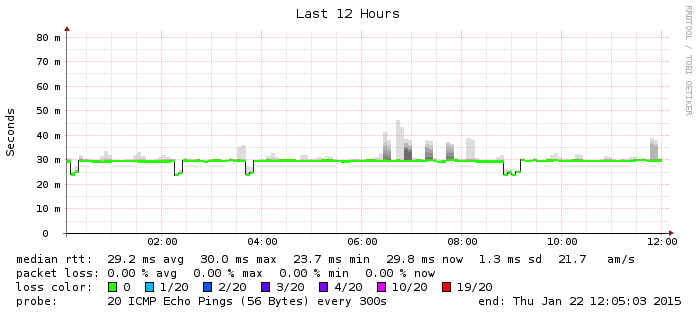 Last 12 Hours
RRDTOOL / TOBI OETIKER
Seconds
80 m
70 m
60 m
50 m
40 m
30 m
20 m
10 m
0
02:00 04:00 06:00 08:00 10:00 12:00
median rtt: 29.2 ms avg 30.0 ms max 23.7 ms min 29.8 ms now 1.3 ms sd 21.7 am/s
packet loss: 0.00 % avg 0.00 % max 0.00 % min 0.00 % now
loss color: 0 1/20 2/20 3/20 4/20 10/20 19/20
probe: 20 ICMP Echo Pings (56 Bytes) every 300s end: Thu Jan 22 12:05:03 2015